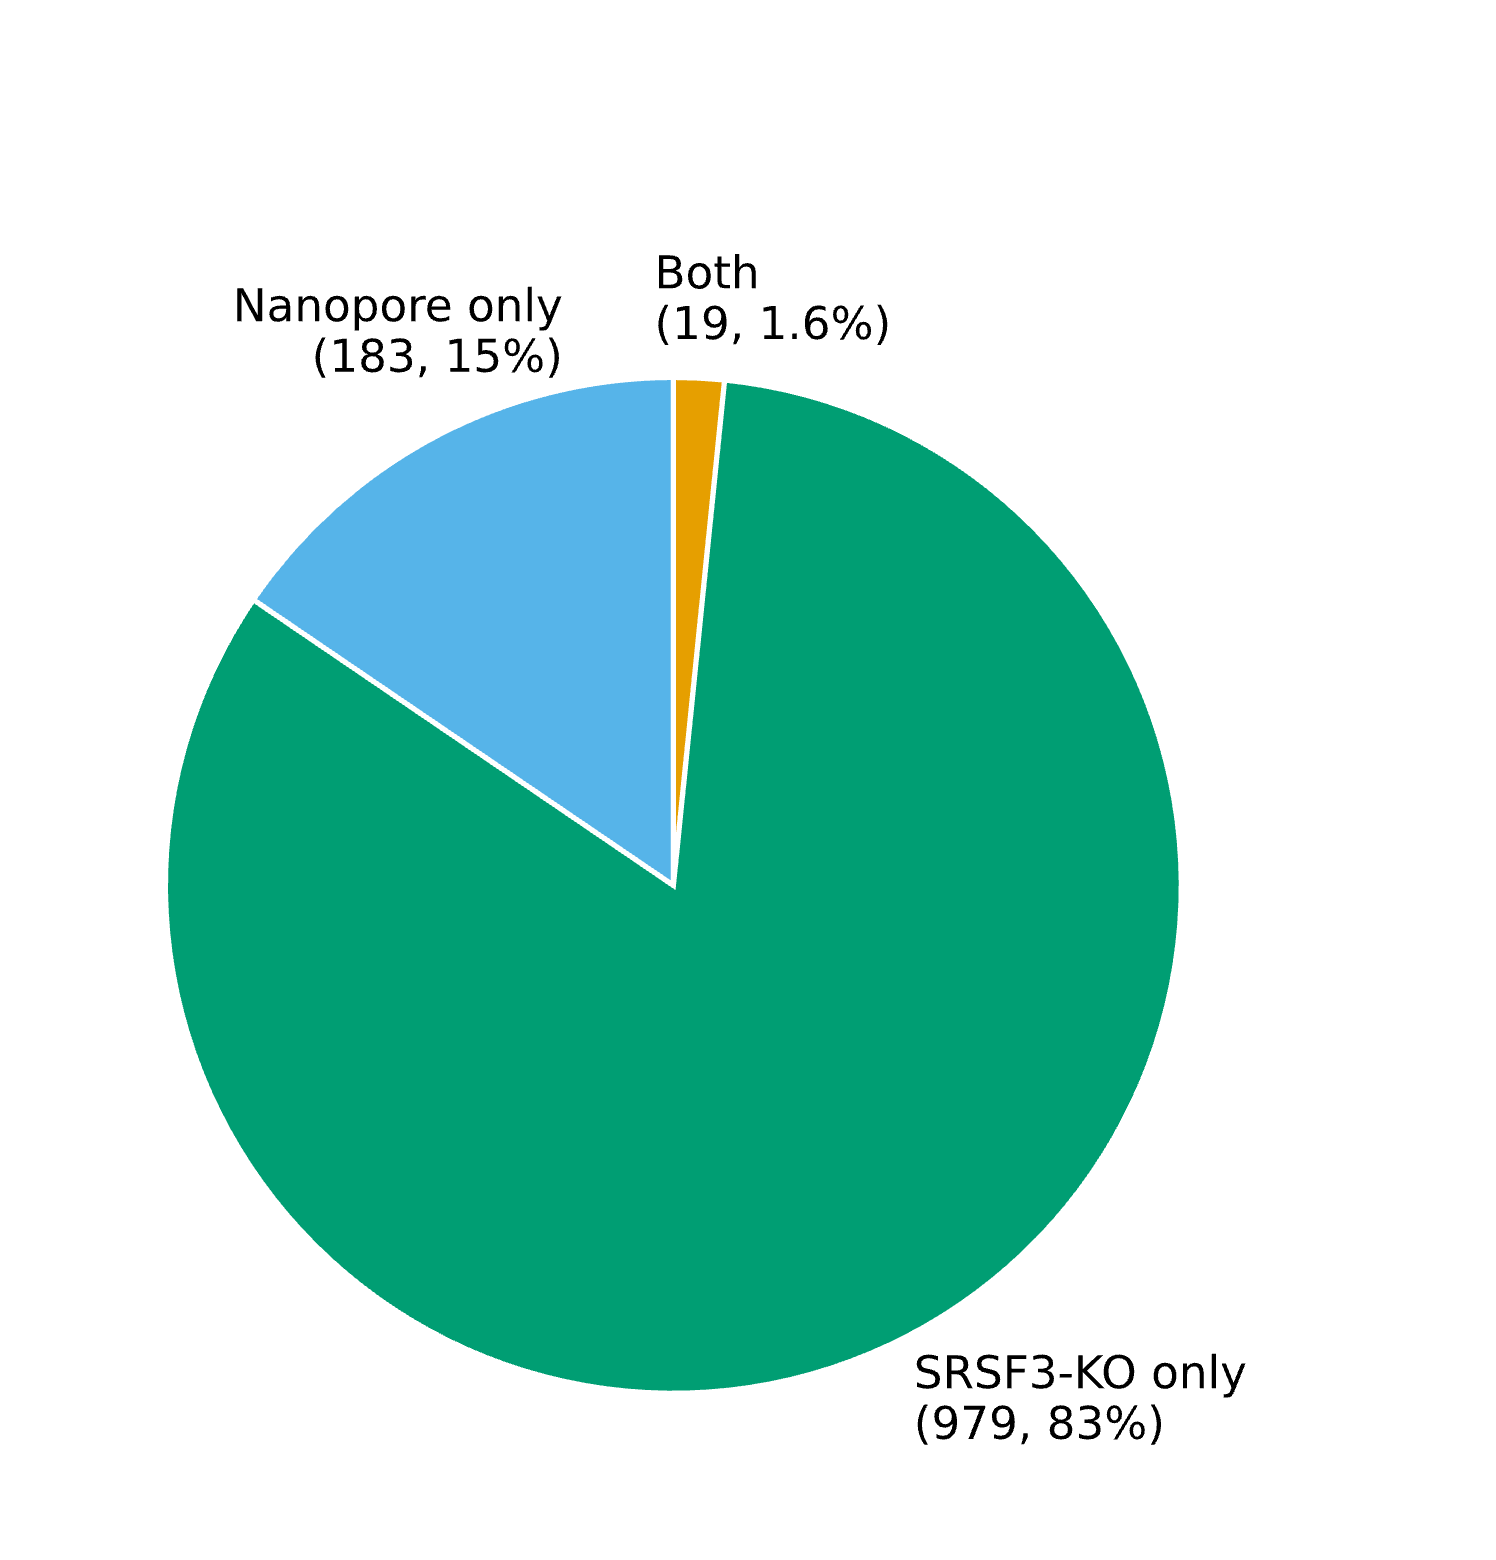 Both
(19, 1.6%)
Nanopore only
(183, 15%)
SRSF3-KO only
(979, 83%)